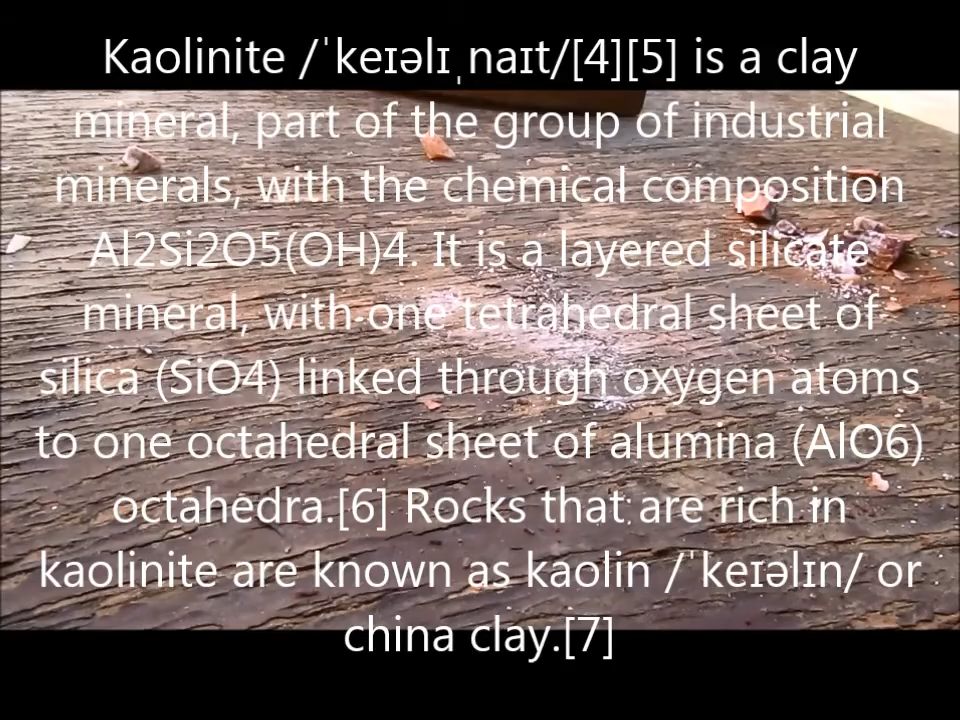 Kaolinite /ˈkeɪəlɪˌnaɪt/[4][5] is a clay
mineral, part of the group of industrial
minerals, with the chemical composition
Al2Si2O5(OH)4. It is a layered silicate
mineral, with one tetrahedral sheet of
silica (SiO4) linked through oxygen atoms
to one octahedral sheet of alumina (AlO6)
octahedra.[6] Rocks that are rich in
kaolinite are known as kaolin /ˈkeɪəlɪn/ or
china clay.[7]